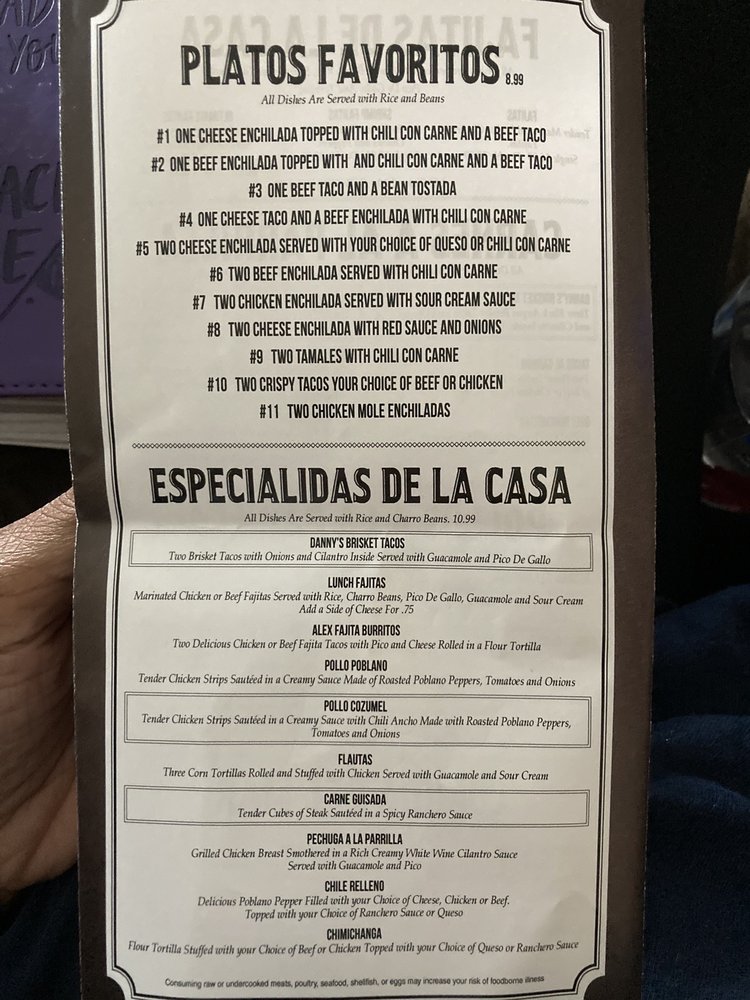 PLATOS FAVORITOS 8.99
All Dishes Are Served with Rice and Beans
#1 ONE CHEESE ENCHILADA TOPPED WITH CHILI CON CARNE AND A BEEF TACO
#2 ONE BEEF ENCHILADA TOPPED WITH AND CHILI CON CARNE AND A BEEF TACO
#3 ONE BEEF TACO AND A BEAN TOSTADA
#4 ONE CHEESE TACO AND A BEEF ENCHILADA WITH CHILI CON CARNE
#5 TWO CHEESE ENCHILADA SERVED WITH YOUR CHOICE OF QUESO OR CHILI CON CARNE
#6 TWO BEEF ENCHILADA SERVED WITH CHILI CON CARNE
#7 TWO CHICKEN ENCHILADA SERVED WITH SOUR CREAM SAUCE
#8 TWO CHEESE ENCHILADA WITH RED SAUCE AND ONIONS
#9 TWO TAMALES WITH CHILI CON CARNE
#10 TWO CRISPY TACOS YOUR CHOICE OF BEEF OR CHICKEN
#11 TWO CHICKEN MOLE ENCHILADAS
ESPECIALIDAS DE LA CASA
All Dishes Are Served with Rice and Charro Beans. 10.99
DANNY'S BRISKET TACOS
Two Brisket Tacos with Onions and Cilantro Inside Served with Guacamole and Pico De Gallo
LUNCH FAJITAS
Marinated Chicken or Beef Fajitas Served with Rice, Charro Beans, Pico De Gallo, Guacamole and Sour Cream
Add a Side of Cheese For .75
ALEX FAJITA BURRITOS
Two Delicious Chicken or Beef Fajita Tacos with Pico and Cheese Rolled in a Flour Tortilla
POLLO POBLANO
Tender Chicken Strips Sautéed in a Creamy Sauce Made of Roasted Poblano Peppers, Tomatoes and Onions
POLLO COZUMEL
Tender Chicken Strips Sautéed in a Creamy Sauce with Chili Ancho Made with Roasted Poblano Peppers,
Tomatoes and Onions
FLAUTAS
Three Corn Tortillas Rolled and Stuffed with Chicken Served with Guacamole and Sour Cream
CARNE GUISADA
Tender Cubes of Steak Sautéed in a Spicy Ranchero Sauce
PECHUGA A LA PARRILLA
Grilled Chicken Breast Smothered in a Rich Creamy White Wine Cilantro Sauce
Served with Guacamole and Pico
CHILE RELLENO
Delicious Poblano Pepper Filled with your Choice of Cheese, Chicken or Beef.
Topped with your Choice of Ranchero Sauce or Queso
CHIMICHANGA
Flour Tortilla Stuffed with your Choice of Beef or Chicken Topped with your Choice of Queso or Ranchero Sauce
Consuming raw or undercooked meats, poultry, seafood, shellfish, or eggs may increase your risk of foodborne illness